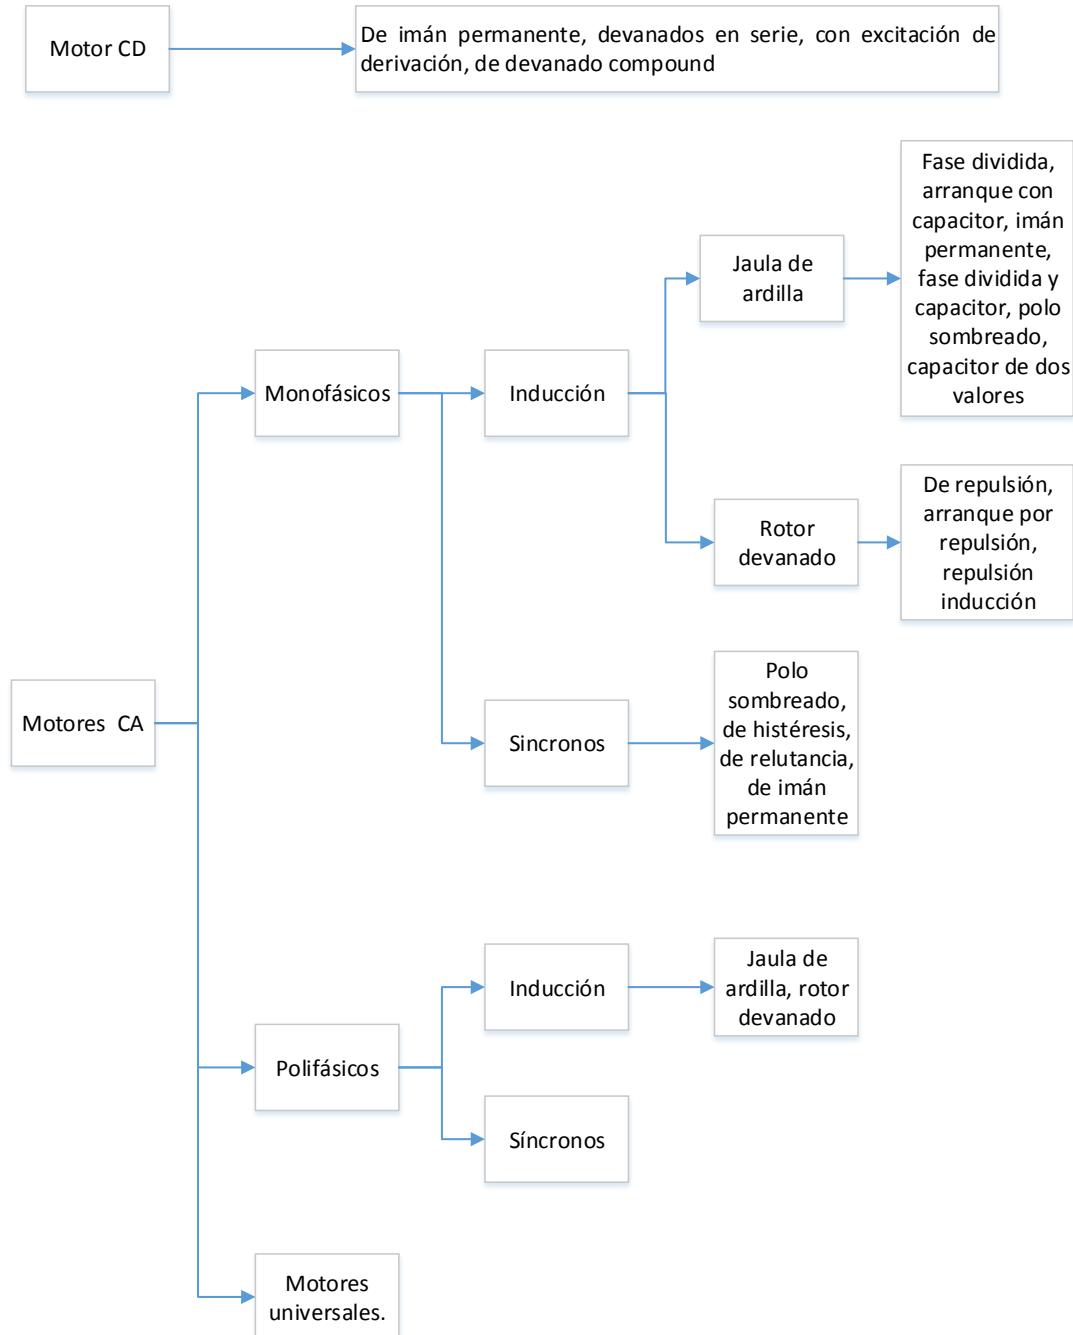 Motor CD
De imán permanente, devanados en serie, con excitación de
derivación, de devanado compound
Fase dividida,
arranque con
capacitor, imán
permanente,
fase dividida y
capacitor, polo
sombreado,
capacitor de dos
valores
Jaula de
ardilla
Monofásicos
Inducción
De repulsión,
arranque por
repulsión,
repulsión
inducción
Rotor
devanado
Motores CA
Sincronos
Polo
sombreado,
de histéresis,
de relutancia,
de imán
permanente
Polifásicos
Inducción
Jaula de
ardilla, rotor
devanado
Síncronos
Motores
universales.